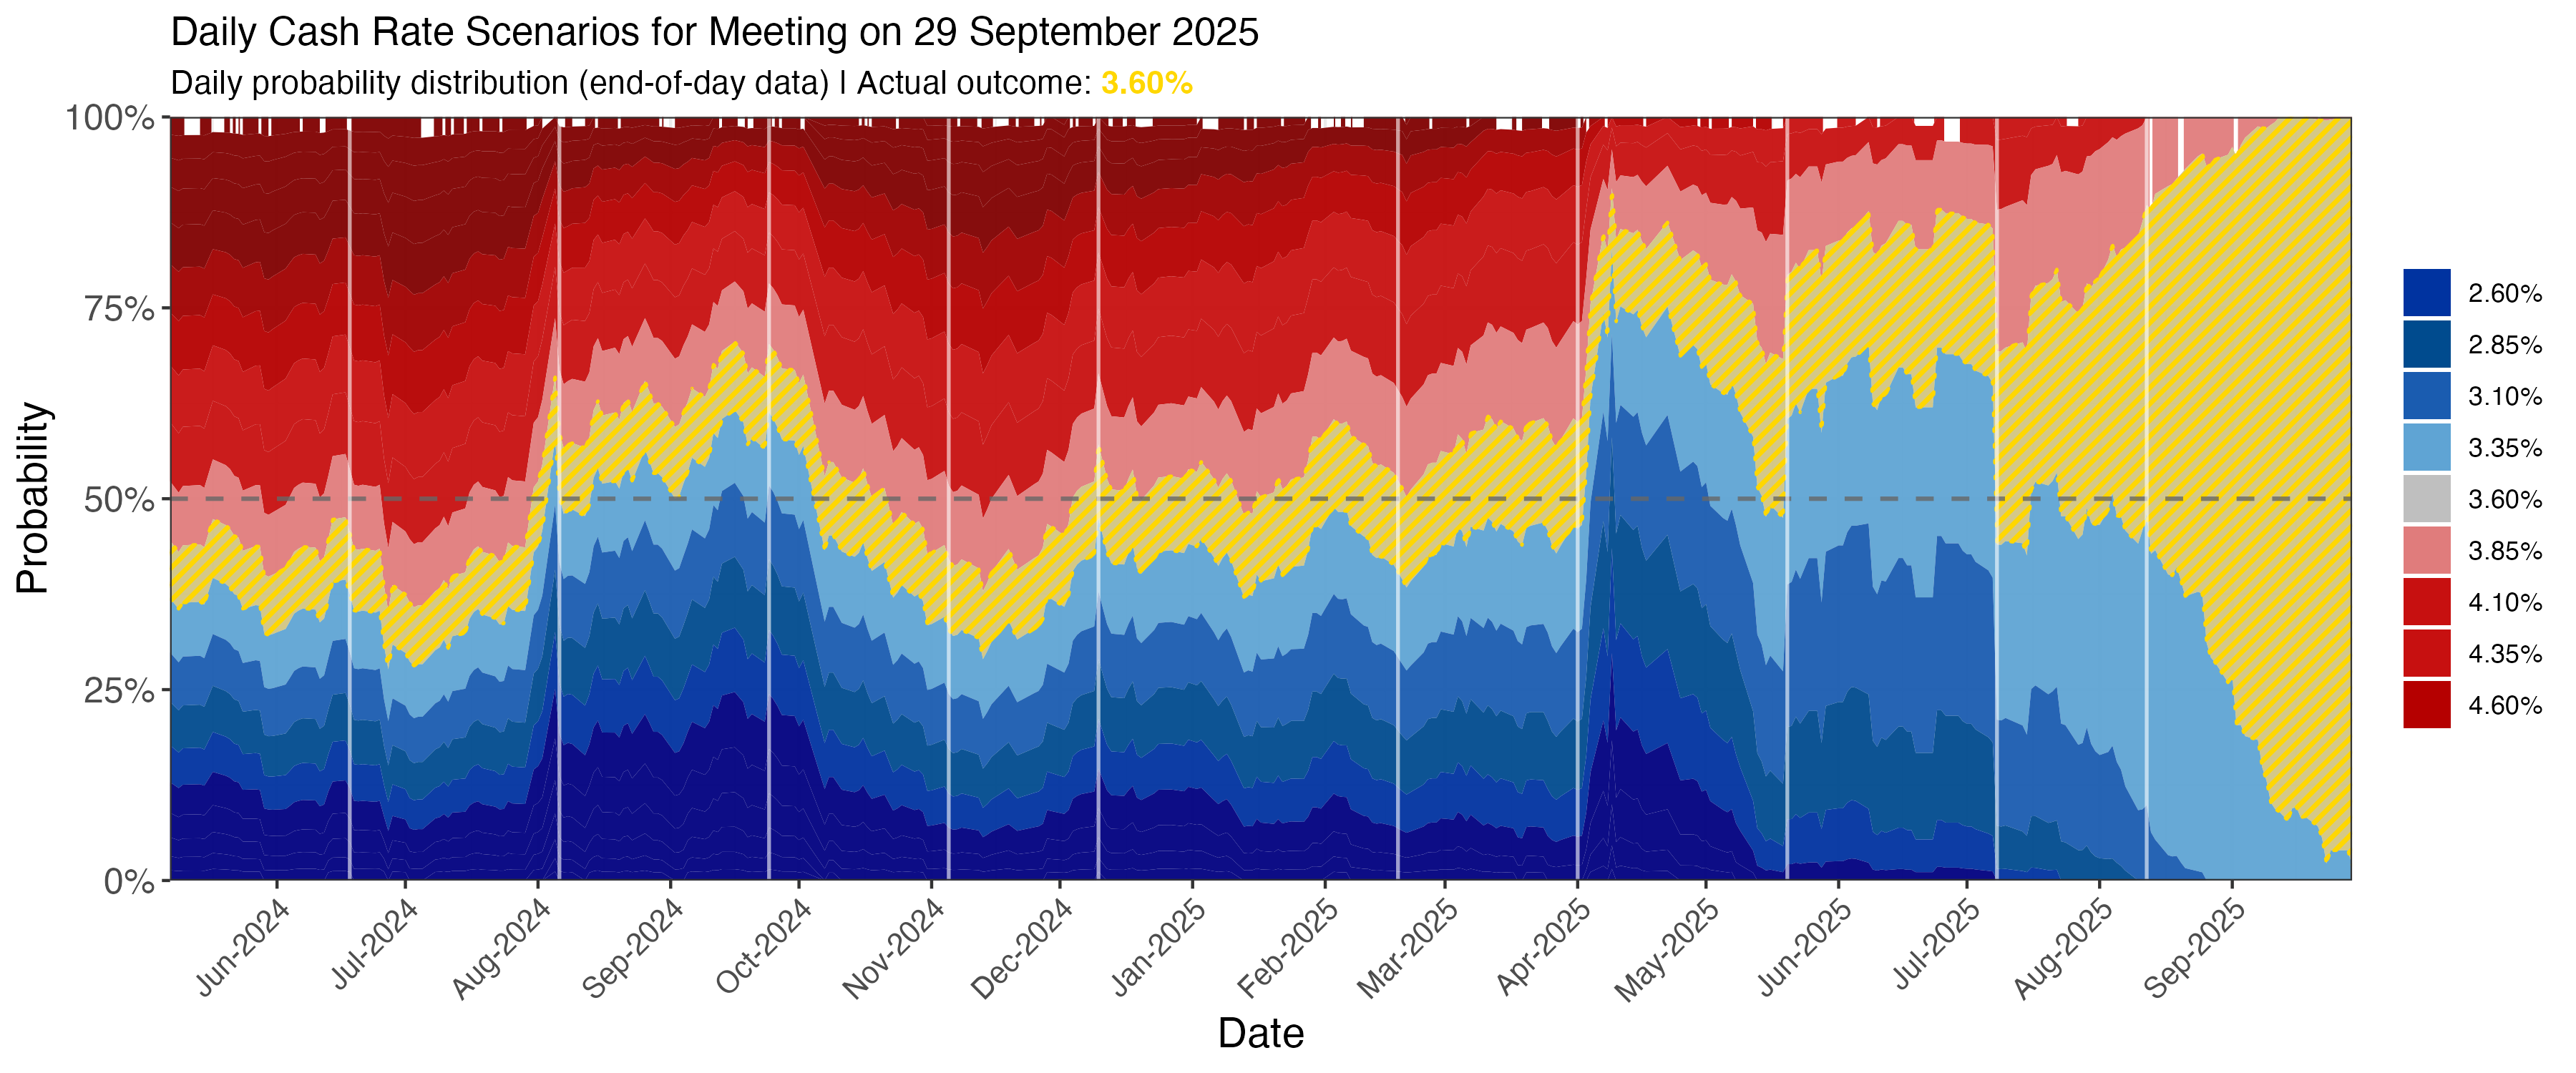 Daily Cash Rate Scenarios for Meeting on 29 September 2025
Daily probability distribution (end-of-day data) | Actual outcome: 3.60%
100%
75%
50%
25%
0%
Probability
Jun-2024
Jul-2024
Aug-2024
Sep-2024
Oct-2024
Nov-2024
Dec-2024
Jan-2025
Feb-2025
Mar-2025
Apr-2025
May-2025
Jun-2025
Jul-2025
Aug-2025
Sep-2025
Date
2.60%
2.85%
3.10%
3.35%
3.60%
3.85%
4.10%
4.35%
4.60%